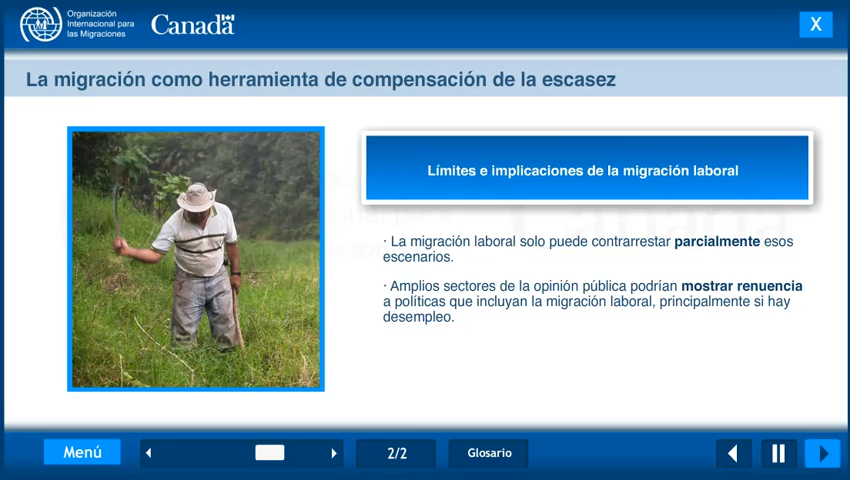 Organización
Internacional para
las Migraciones
Canada
X
La migración como herramienta de compensación de la escasez
Límites e implicaciones de la migración laboral
· La migración laboral solo puede contrarrestar parcialmente esos
escenarios.
· Amplios sectores de la opinión pública podrían mostrar renuencia
a políticas que incluyan la migración laboral, principalmente si hay
desempleo.
Menú
2/2
Glosario